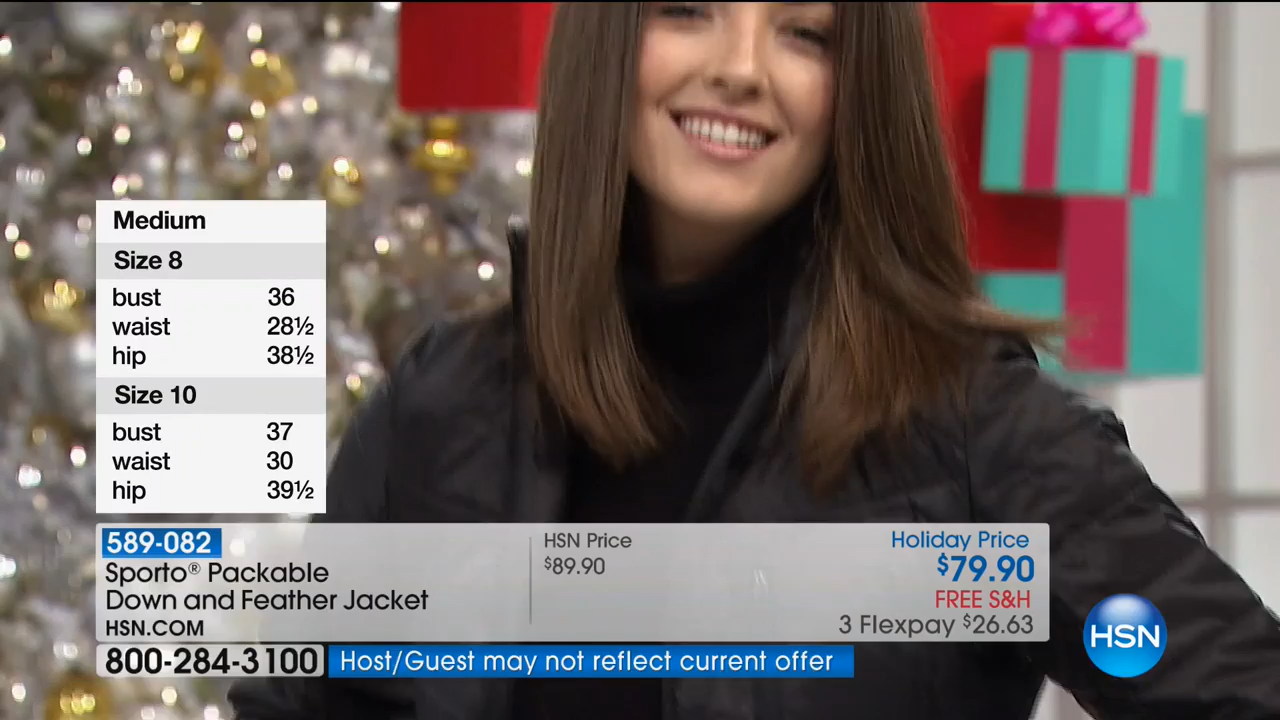 Medium
Size 8
bust 36
waist 28½
hip 38½
Size 10
bust 37
waist 30
hip 39½
589-082
Sporto® Packable
Down and Feather Jacket
HSN.COM
HSN Price
$89.90
Holiday Price
$79.90
FREE S&H
3 Flexpay $26.63
HSN
800-284-3100
Host/Guest may not reflect current offer